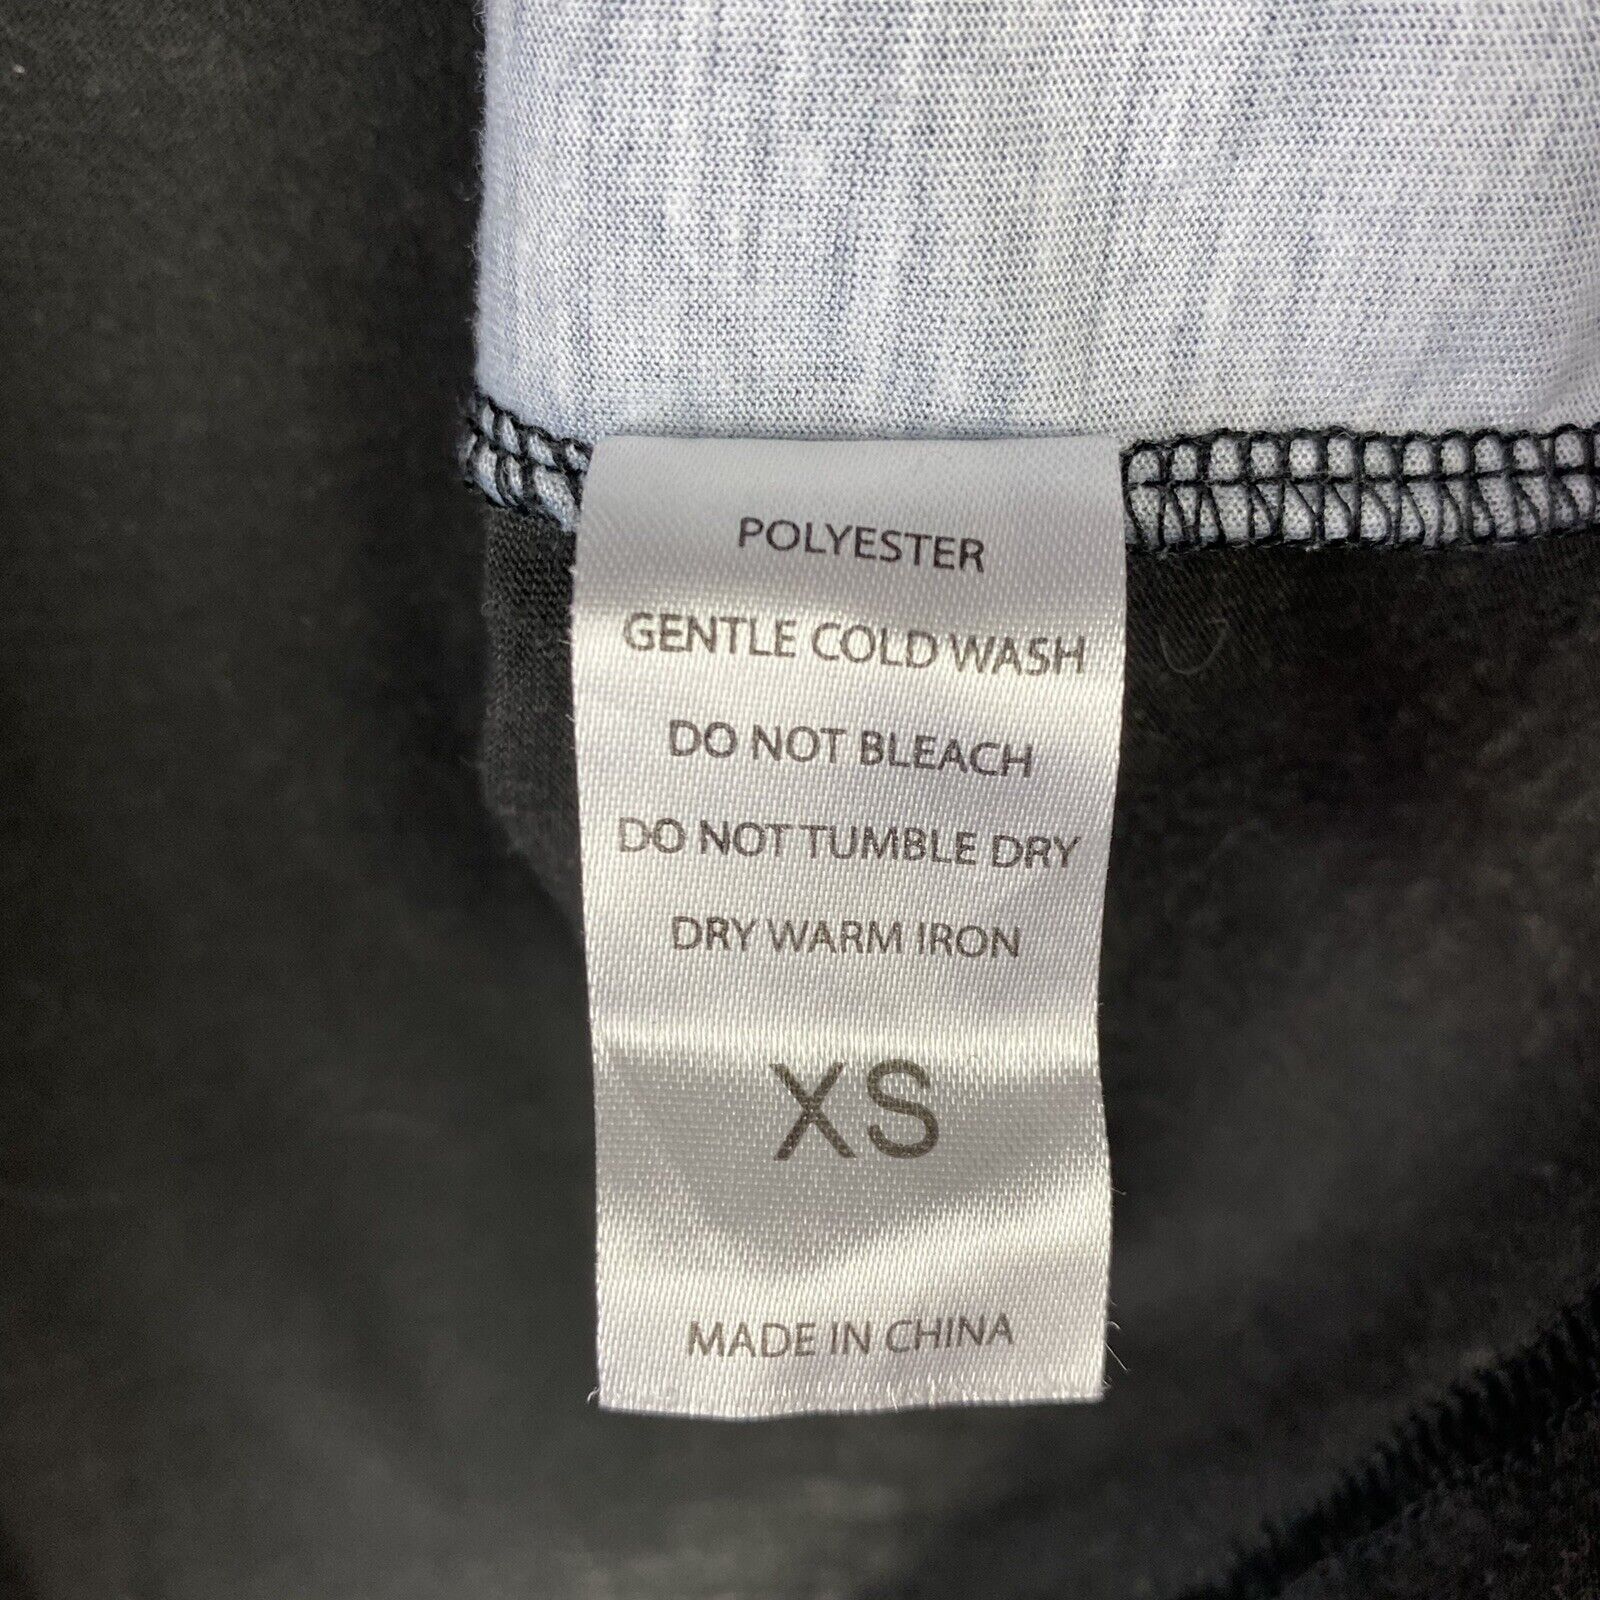 POLYESTER
GENTLE COLD WASH
DO NOT BLEACH
DO NOT TUMBLE DRY
DRY WARM IRON
XS
MADE IN CHINA